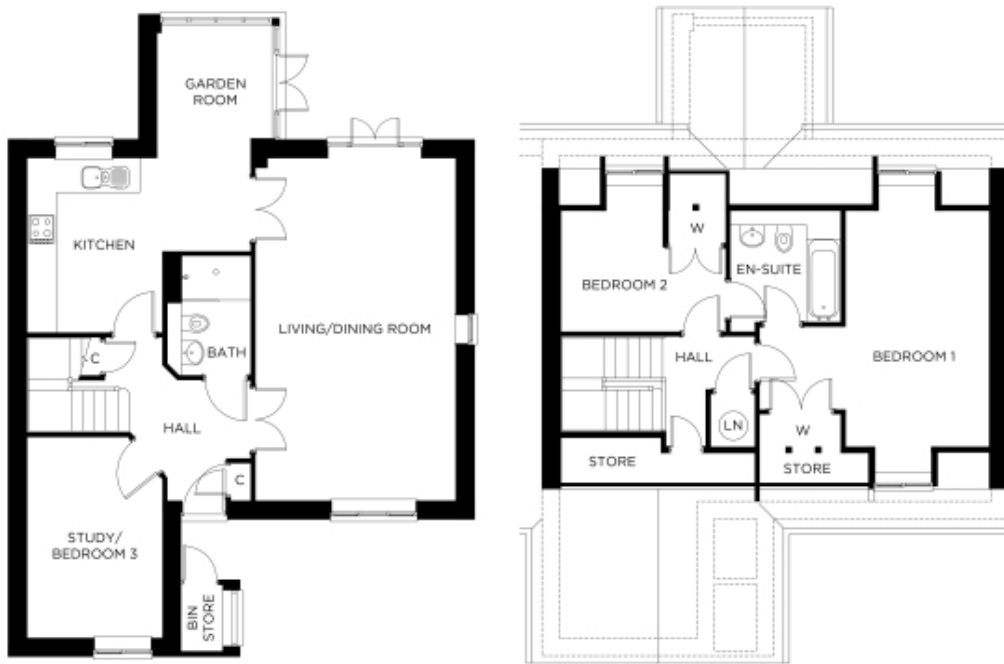 GARDEN
ROOM
KITCHEN
LIVING/DINING ROOM
BATH
C
HALL
C
STUDY/
BEDROOM 3
BIN
STORE
W
EN-SUITE
BEDROOM 2
BEDROOM 1
HALL
LN
W
STORE
STORE